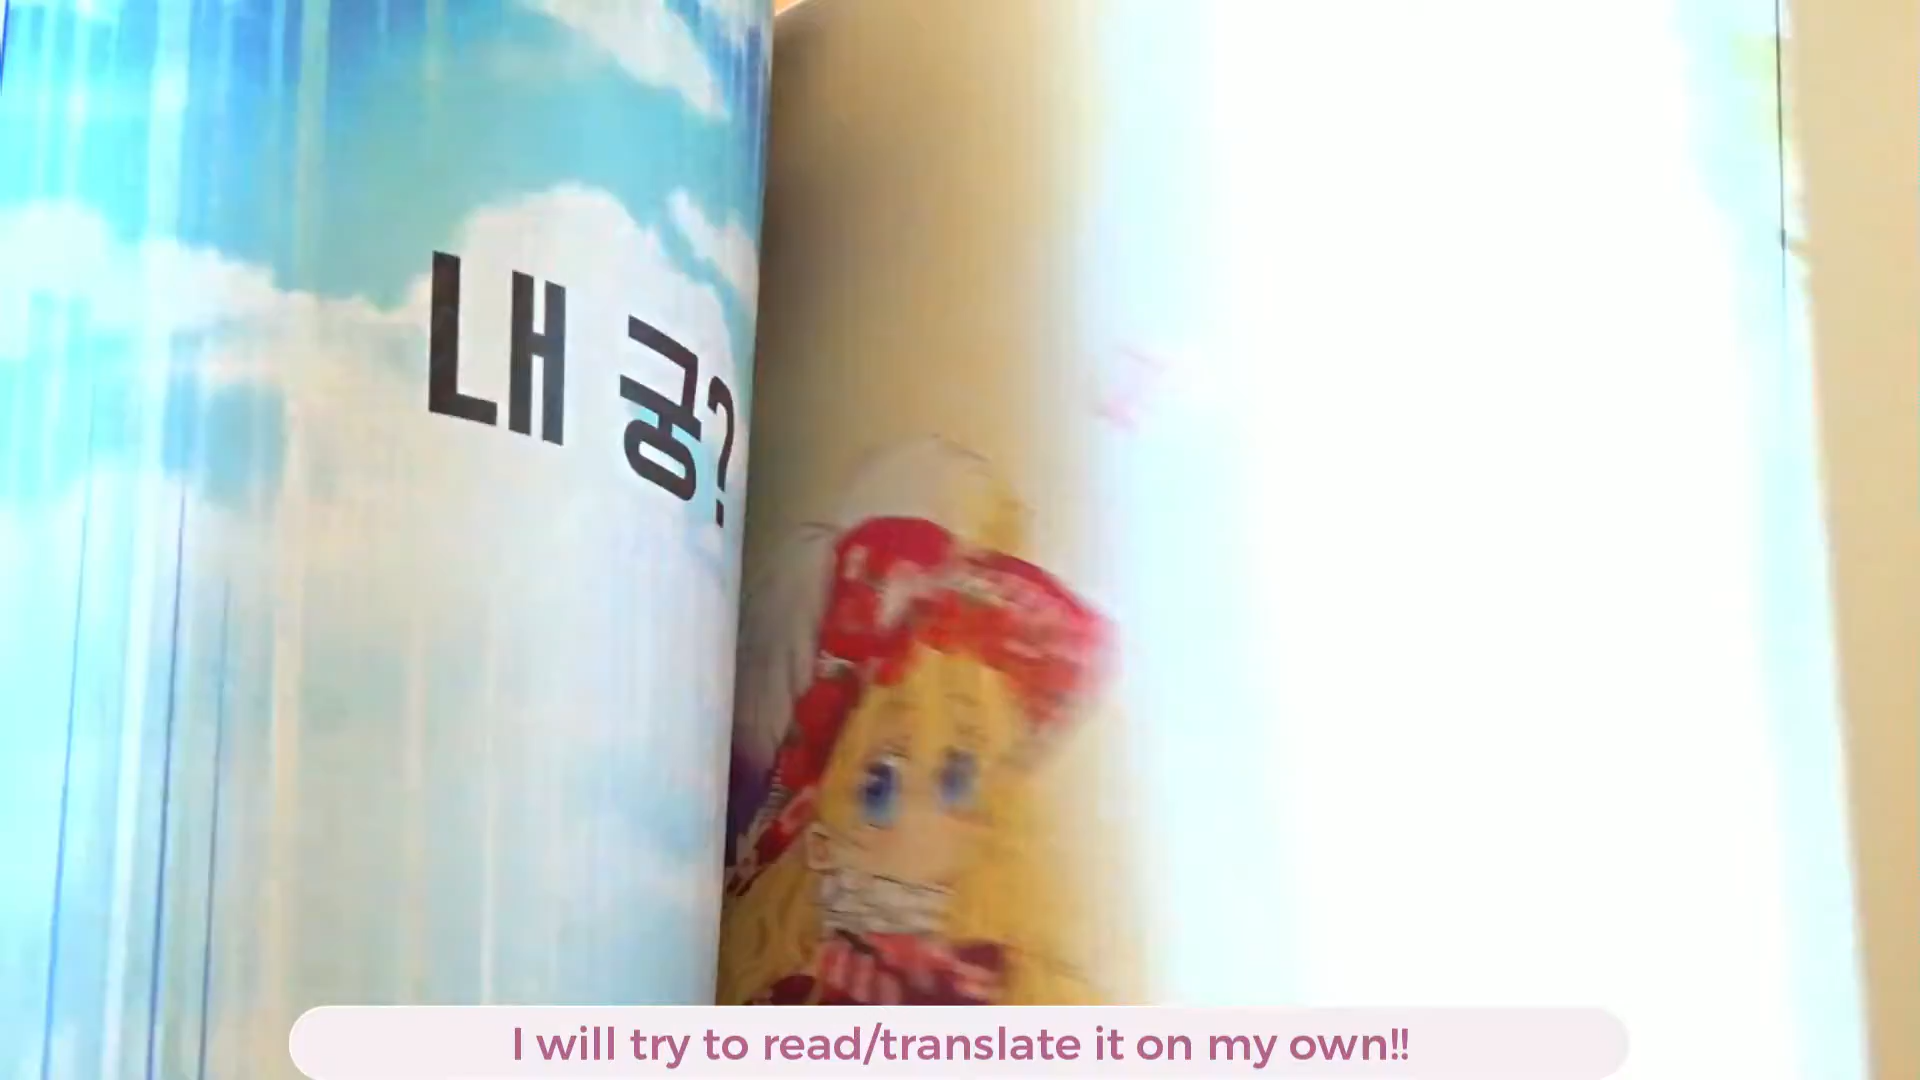 내 궁?
I will try to read/translate it on my own!!